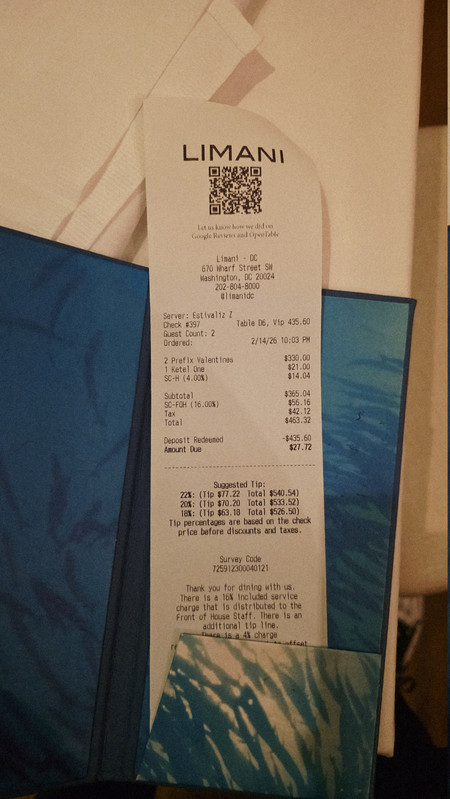 LIMANI
Let us know how we did on
Google Reviews and OpenTable
Limani - DC
670 Wharf Street SW
Washington, DC 20024
202-804-8000
@limanidc
Server: Estivaliz Z
Check #397 Table D6, Vip 435.60
Guest Count: 2
Ordered: 2/14/26 10:03 PM
2 Prefix Valentines $330.00
1 Ketel One $21.00
SC-H (4.00%) $14.04
Subtotal $365.04
SC-FOH (16.00%) $56.16
Tax $42.12
Total $463.32
Deposit Redeemed -$435.60
Amount Due $27.72
Suggested Tip:
22%: (Tip $77.22 Total $540.54)
20%: (Tip $70.20 Total $533.52)
18%: (Tip $63.18 Total $526.50)
Tip percentages are based on the check
price before discounts and taxes.
Survey Code
725912300040121
Thank you for dining with us.
There is a 16% included service
charge that is distributed to the
Front of House Staff. There is an
additional tip line.
There is a 4% charge
to offset